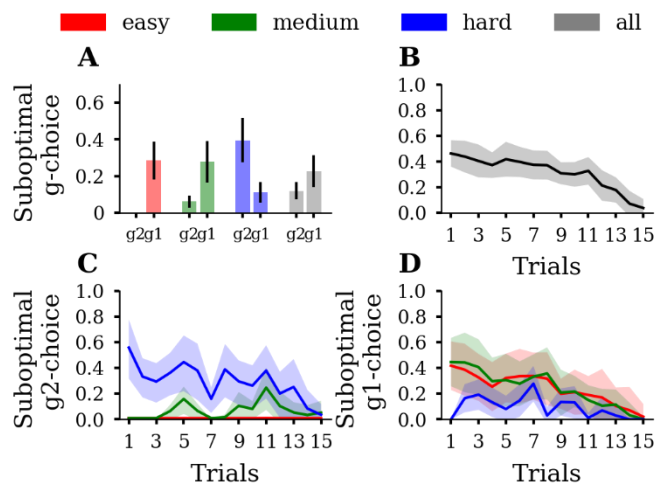 easy medium hard all
A
Suboptimal
g-choice
0.6
0.4
0.2
0
g2g1 g2g1 g2g1 g2g1
B
1.0
0.8
0.6
0.4
0.2
0.0
1 3 5 7 9 11 13 15
Trials
C
Suboptimal
g2-choice
1.0
0.8
0.6
0.4
0.2
0.0
1 3 5 7 9 11 13 15
Trials
D
Suboptimal
g1-choice
1.0
0.8
0.6
0.4
0.2
0.0
1 3 5 7 9 11 13 15
Trials